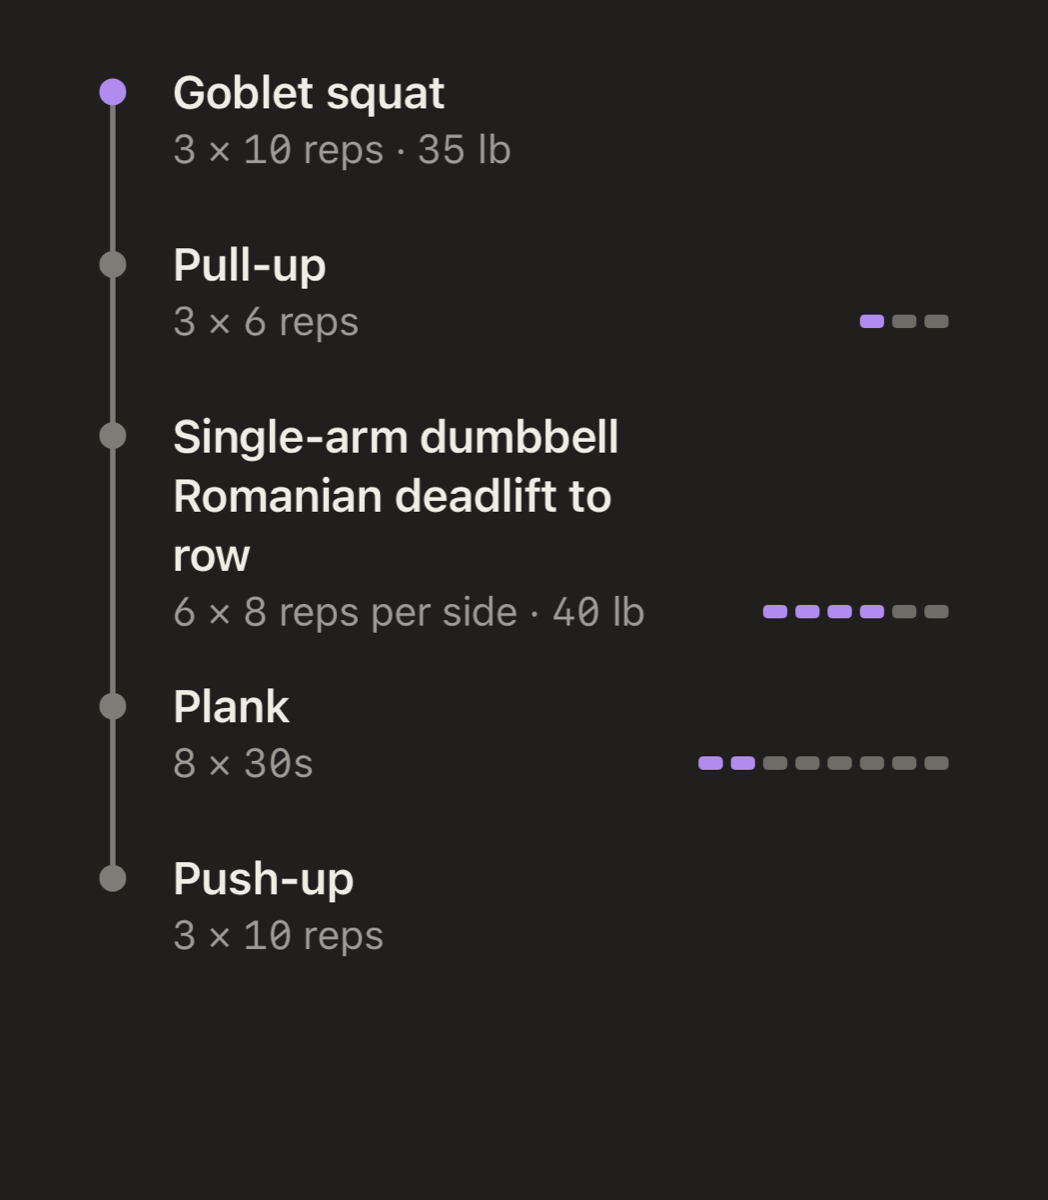 Goblet squat
3 × 10 reps · 35 lb
Pull-up
3 × 6 reps
Single-arm dumbbell
Romanian deadlift to
row
6 × 8 reps per side · 40 lb
Plank
8 × 30s
Push-up
3 × 10 reps